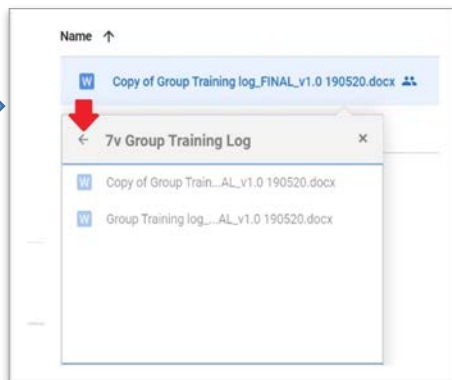 Name ↑
W Copy of Group Training log_FINAL_v1.0 190520.docx
← 7v Group Training Log ×
W Copy of Group Train...AL_v1.0 190520.docx
W Group Training log_...AL_v1.0 190520.docx